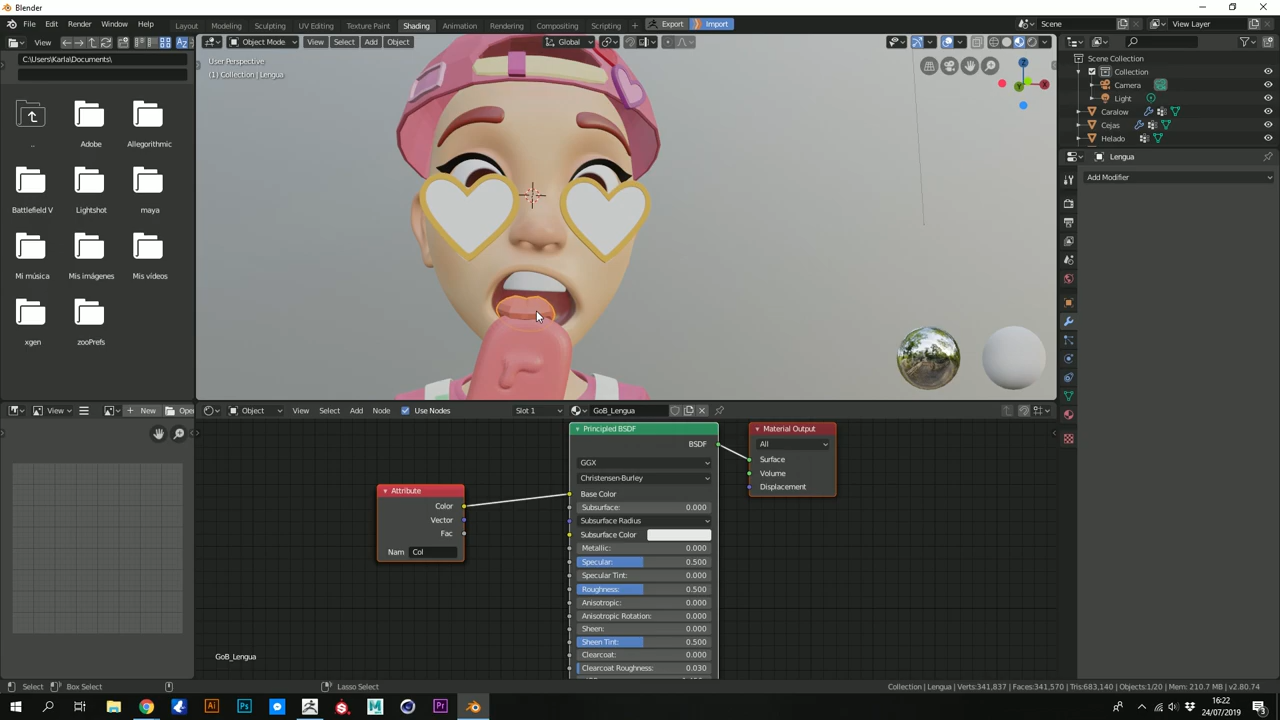 Blender
File Edit Render Window Help Layout Modeling Sculpting UV Editing Texture Paint Shading Animation Rendering Compositing Scripting Export Import Scene View Layer
View Object Mode View Select Add Object Global
C:\Users\Karla\Documents\
User Perspective
(1) Collection | Lengua
.. Adobe Allegorithmic
Battlefield V Lightshot maya
Mi música Mis imágenes Mis vídeos
xgen zooPrefs
Scene Collection
Collection
Camera
Light
Caralow
Cejas
Helado
Lengua
Add Modifier
View New Open
Object View Select Add Node Use Nodes Slot 1 GoB_Lengua
Principled BSDF
BSDF
GGX
Christensen-Burley
Base Color
Subsurface: 0.000
Subsurface Radius
Subsurface Color
Metallic: 0.000
Specular: 0.500
Specular Tint: 0.000
Roughness: 0.500
Anisotropic: 0.000
Anisotropic Rotation: 0.000
Sheen: 0.000
Sheen Tint: 0.500
Clearcoat: 0.000
Clearcoat Roughness: 0.030
Material Output
All
Surface
Volume
Displacement
Attribute
Color
Vector
Fac
Nam Col
GoB_Lengua
Select Box Select Lasso Select Collection | Lengua | Verts:341,837 | Faces:341,570 | Tris:683,140 | Objects:1/20 | Mem: 210.7 MB | v2.80.74
16:22
24/07/2019